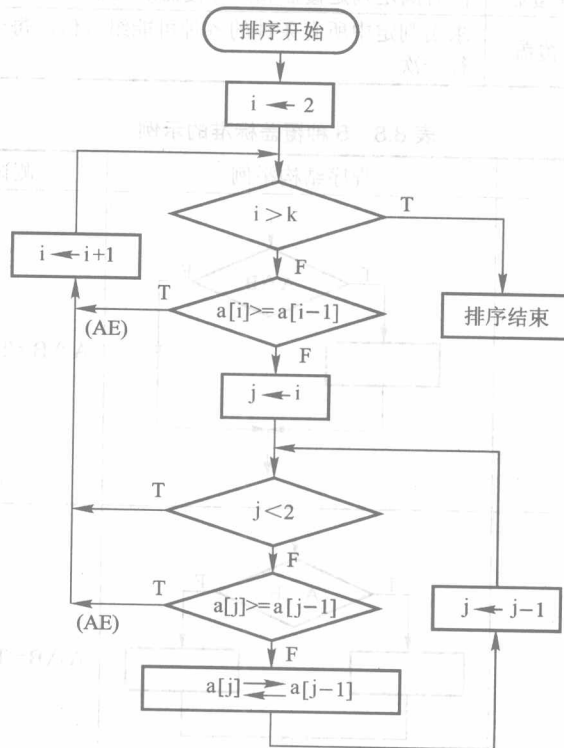 排序开始
i ← 2
i > k
T
F
i ← i+1
a[i]>=a[i-1]
T
(AE)
F
排序结束
j ← i
j<2
T
F
a[j]>=a[j-1]
T
(AE)
F
j ← j-1
a[j] ⇄ a[j-1]